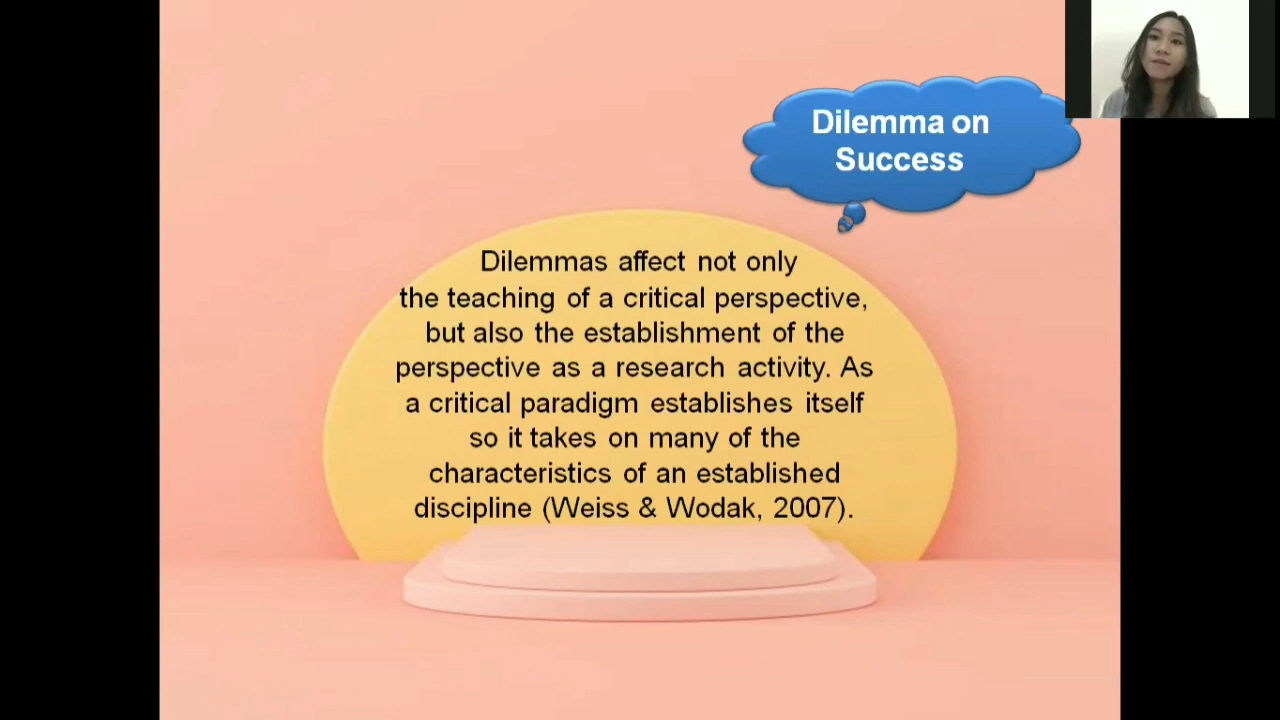 Dilemma on
Success
Dilemmas affect not only
the teaching of a critical perspective,
but also the establishment of the
perspective as a research activity. As
a critical paradigm establishes itself
so it takes on many of the
characteristics of an established
discipline (Weiss & Wodak, 2007).